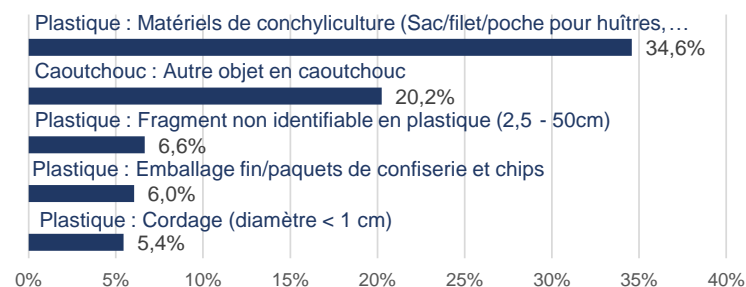 Plastique : Matériels de conchyliculture (Sac/filet/poche pour huîtres,…
34,6%
Caoutchouc : Autre objet en caoutchouc
20,2%
Plastique : Fragment non identifiable en plastique (2,5 - 50cm)
6,6%
Plastique : Emballage fin/paquets de confiserie et chips
6,0%
Plastique : Cordage (diamètre < 1 cm)
5,4%
0% 5% 10% 15% 20% 25% 30% 35% 40%